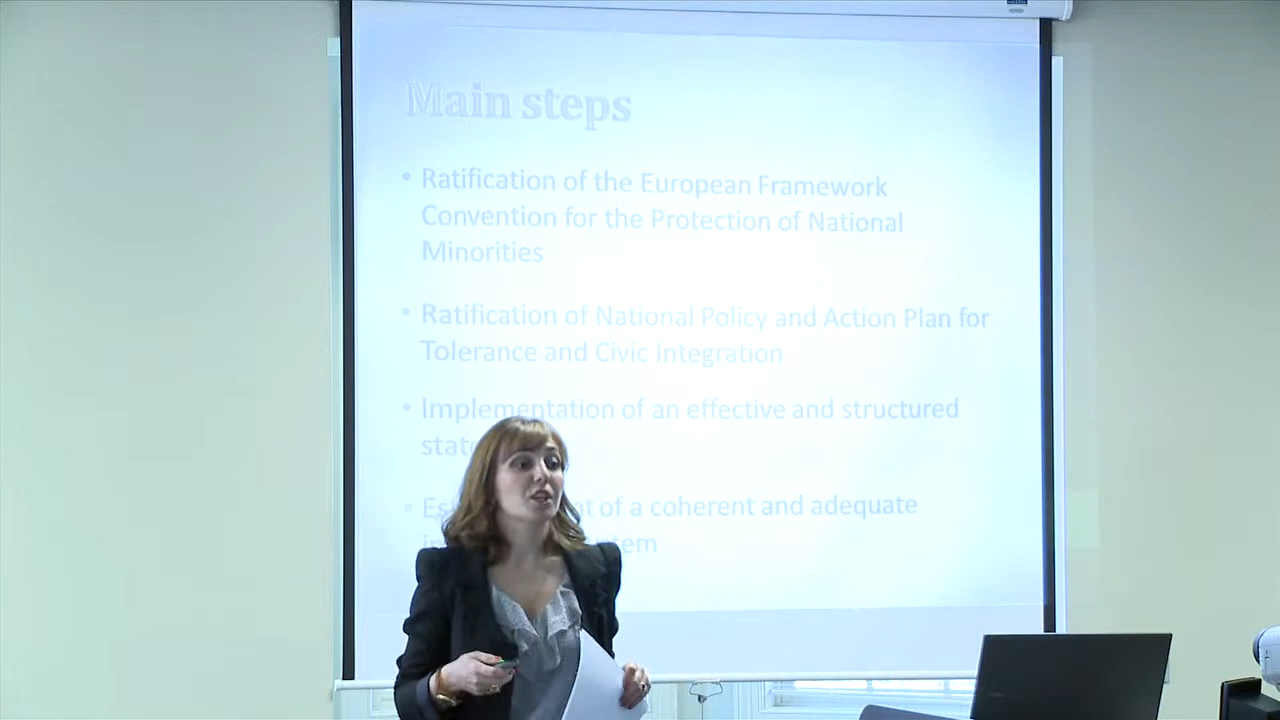 Main steps
• Ratification of the European Framework
Convention for the Protection of National
Minorities
• Ratification of National Policy and Action Plan for
Tolerance and Civic Integration
• Implementation of an effective and structured
• of a coherent and adequate